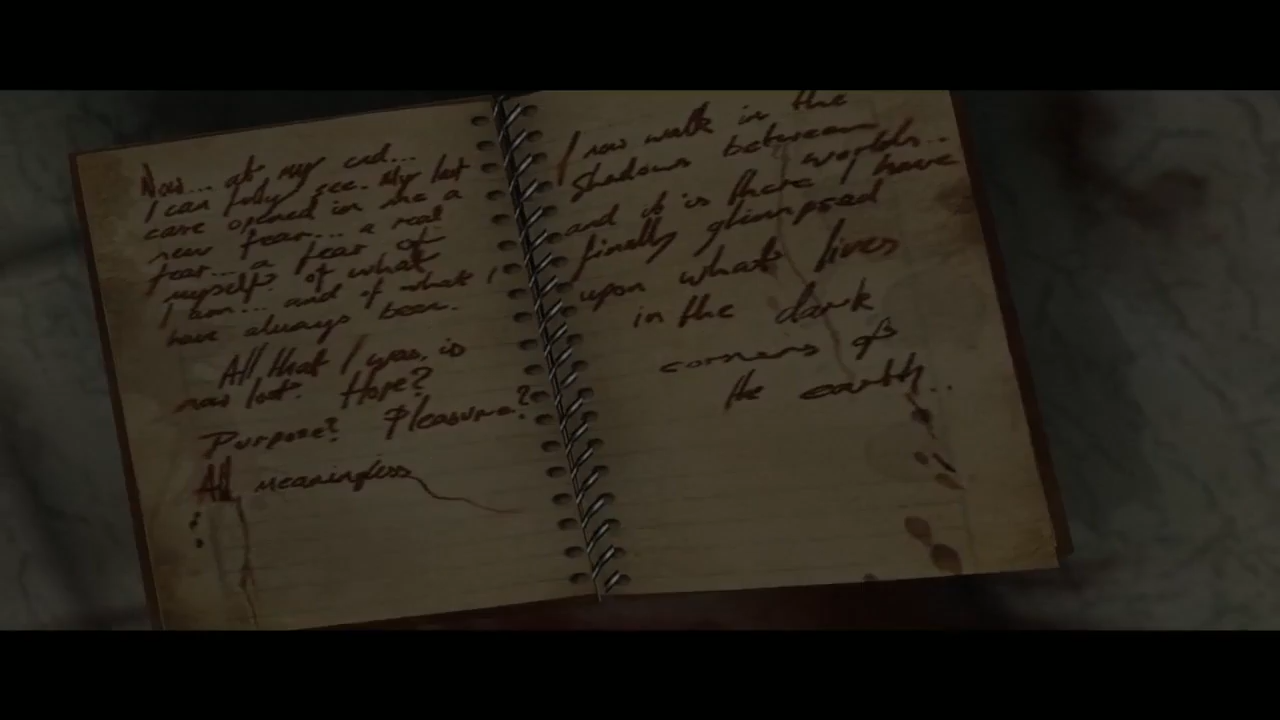 Now... at my end...
I can fully see. My last
case opened in me a
new fear... a real
fear... a fear of
myself? of what
I am... and of what I
have always been.
All that I was, is
now lost. Hope?
Purpose? Pleasure?
All meaningless
I now walk in the
shadows between
worlds...
and it is there I have
finally glimpsed
upon what lives
in the dark
corners of
the earth...